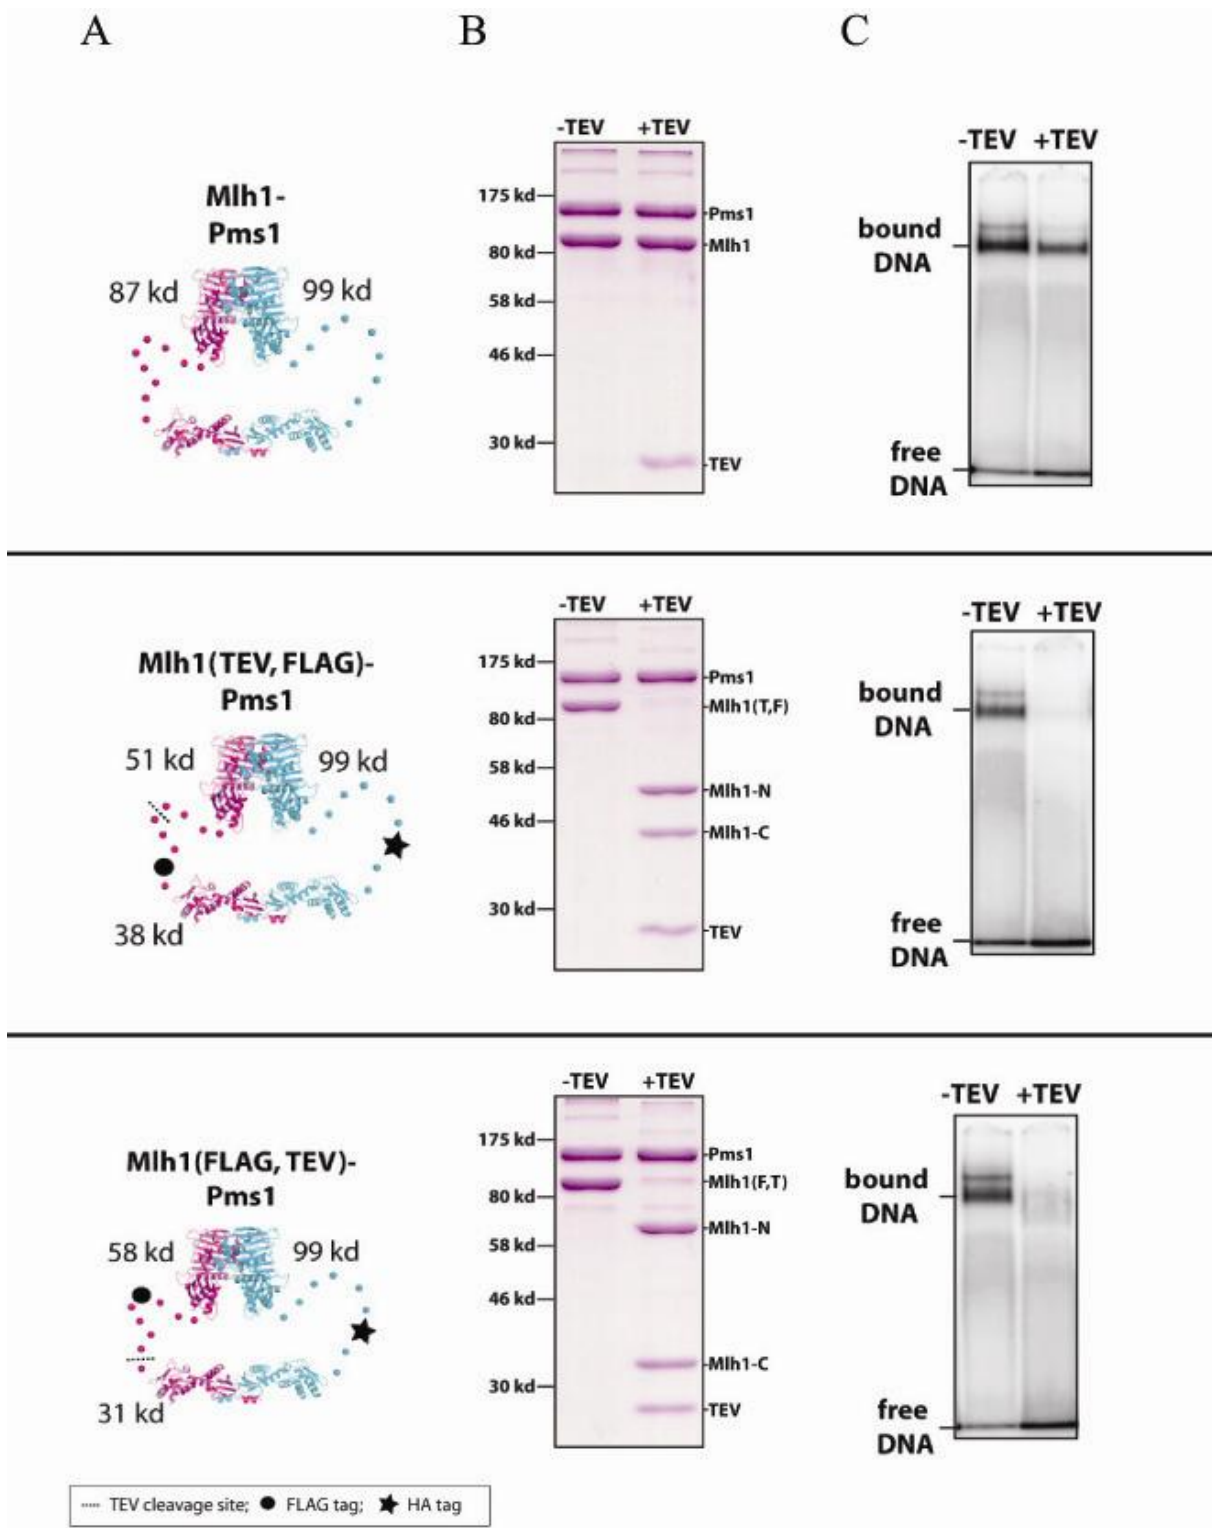 A B C
Mlh1-
Pms1
87 kd 99 kd
-TEV +TEV
175 kd
80 kd
58 kd
46 kd
30 kd
Pms1
Mlh1
TEV
-TEV +TEV
bound
DNA
free
DNA
Mlh1(TEV, FLAG)-
Pms1
51 kd 99 kd
38 kd
-TEV +TEV
175 kd
80 kd
58 kd
46 kd
30 kd
Pms1
Mlh1(T,F)
Mlh1-N
Mlh1-C
TEV
-TEV +TEV
bound
DNA
free
DNA
Mlh1(FLAG, TEV)-
Pms1
58 kd 99 kd
31 kd
-TEV +TEV
175 kd
80 kd
58 kd
46 kd
30 kd
Pms1
Mlh1(F,T)
Mlh1-N
Mlh1-C
TEV
-TEV +TEV
bound
DNA
free
DNA
TEV cleavage site; FLAG tag; HA tag